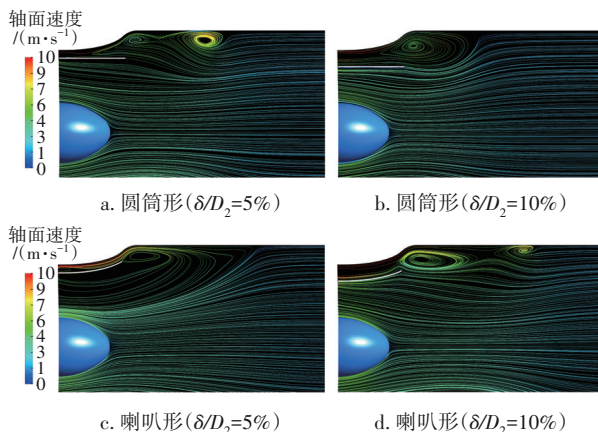 轴面速度
/(m·s⁻¹)
10
9
7
6
4
3
1
0
a. 圆筒形(δ/D₂=5%)
b. 圆筒形(δ/D₂=10%)
轴面速度
/(m·s⁻¹)
10
9
7
6
4
3
1
0
c. 喇叭形(δ/D₂=5%)
d. 喇叭形(δ/D₂=10%)